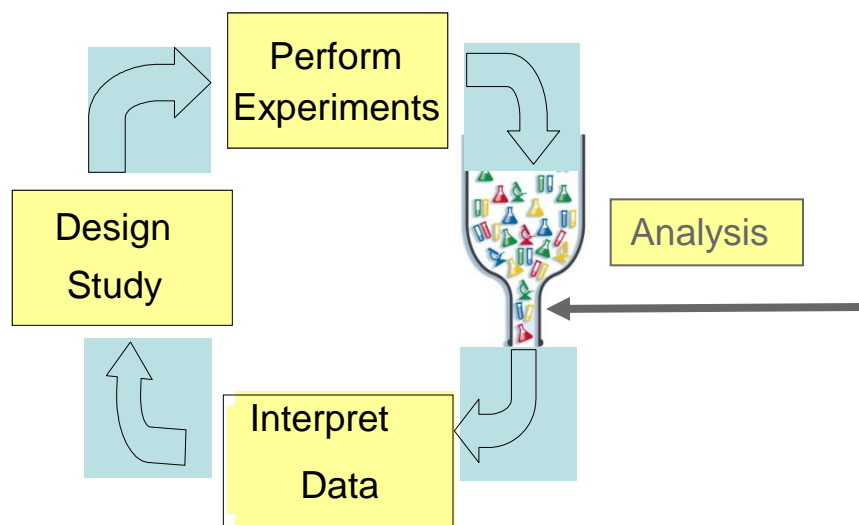 Perform
Experiments
Design
Study
Analysis
Interpret
Data